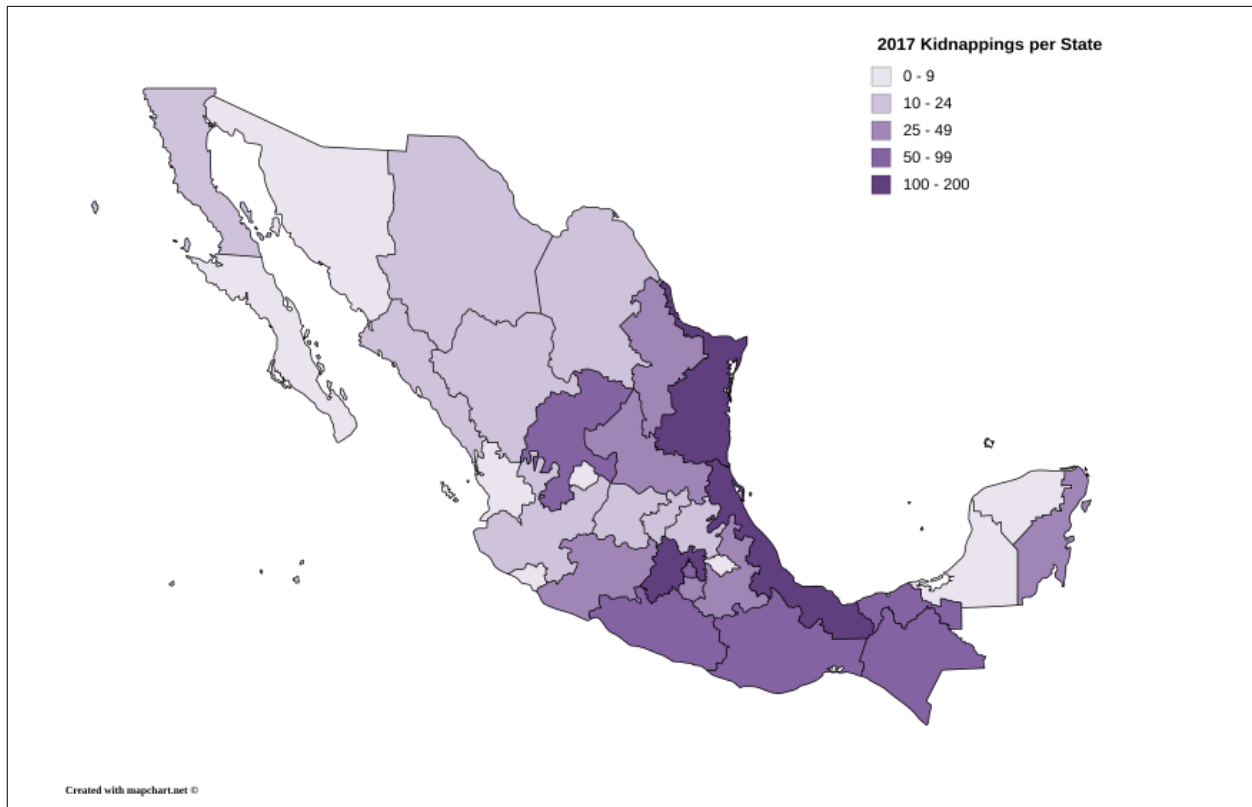 2017 Kidnappings per State
0 - 9
10 - 24
25 - 49
50 - 99
100 - 200
Created with mapchart.net ©